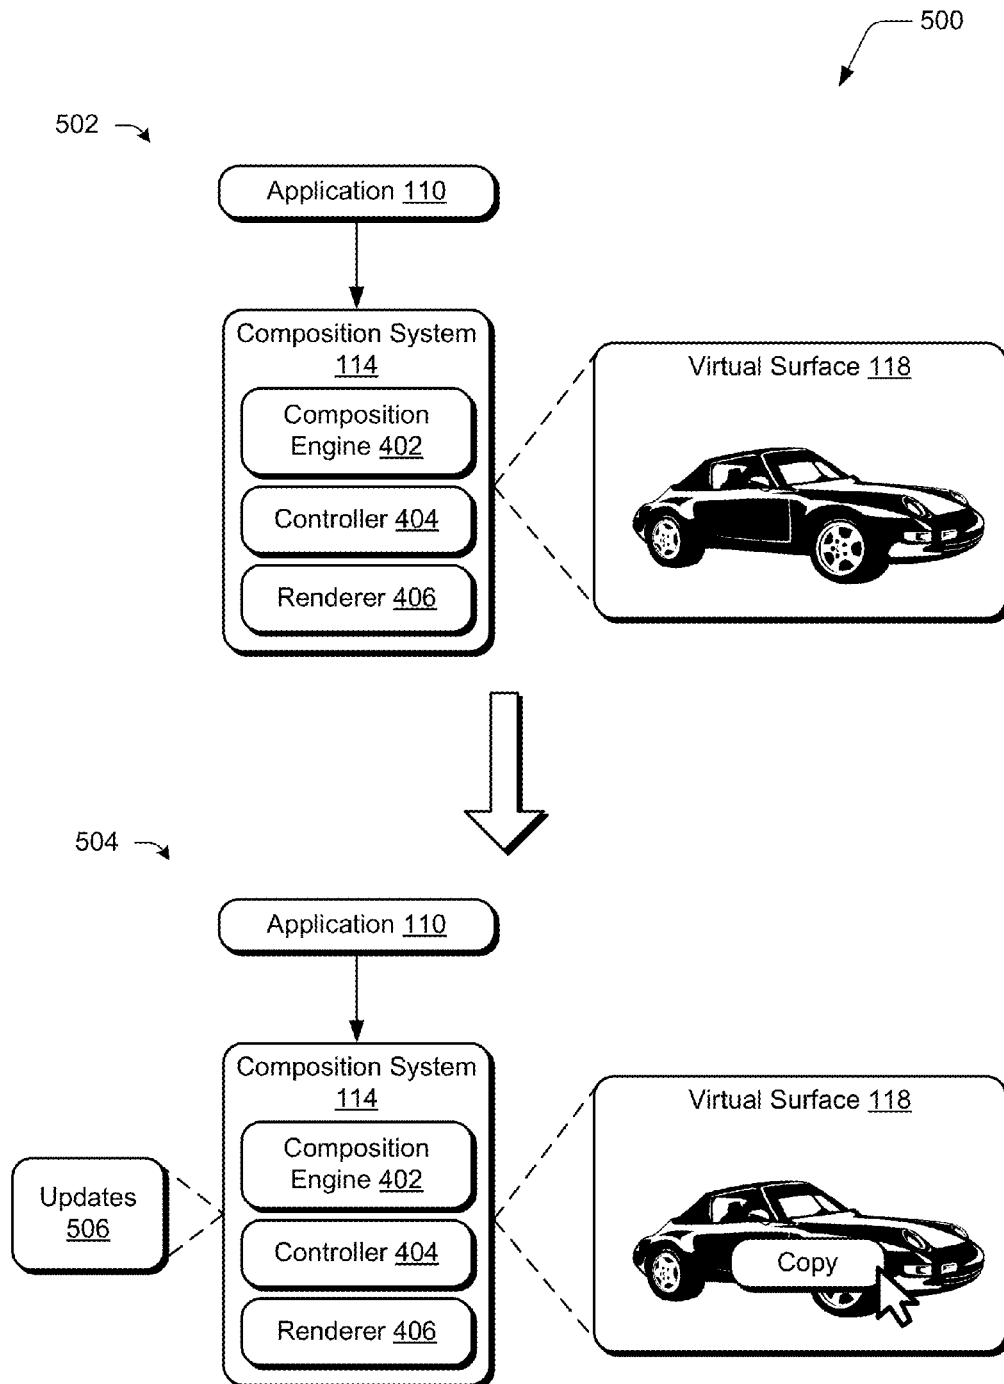 500
502
Application 110
Composition System
114
Composition
Engine 402
Controller 404
Renderer 406
Virtual Surface 118
504
Application 110
Composition System
114
Composition
Engine 402
Controller 404
Renderer 406
Updates
506
Virtual Surface 118
Copy